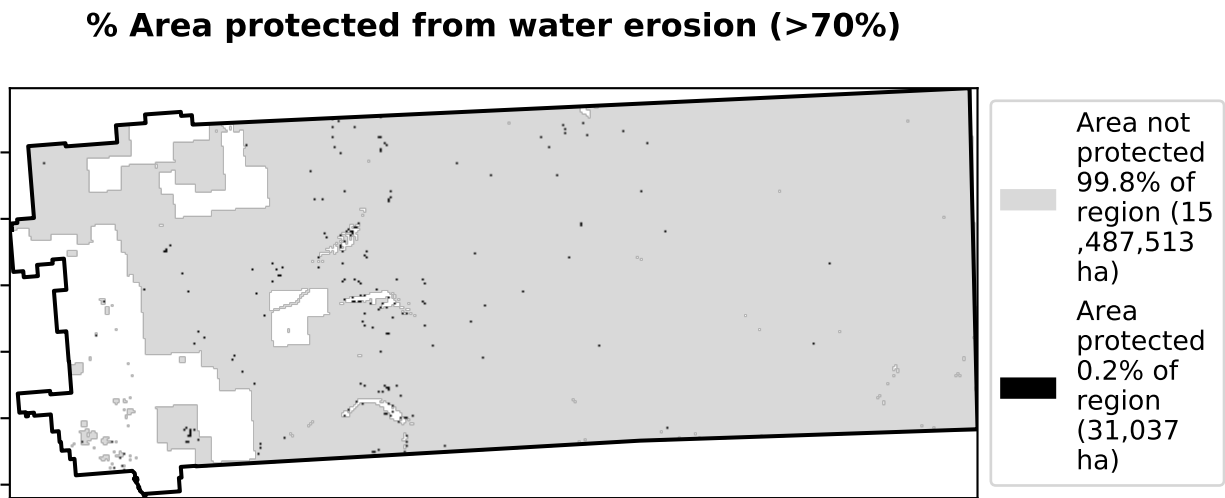 % Area protected from water erosion (>70%)
Area not
protected
99.8% of
region (15
,487,513
ha)
Area
protected
0.2% of
region
(31,037
ha)